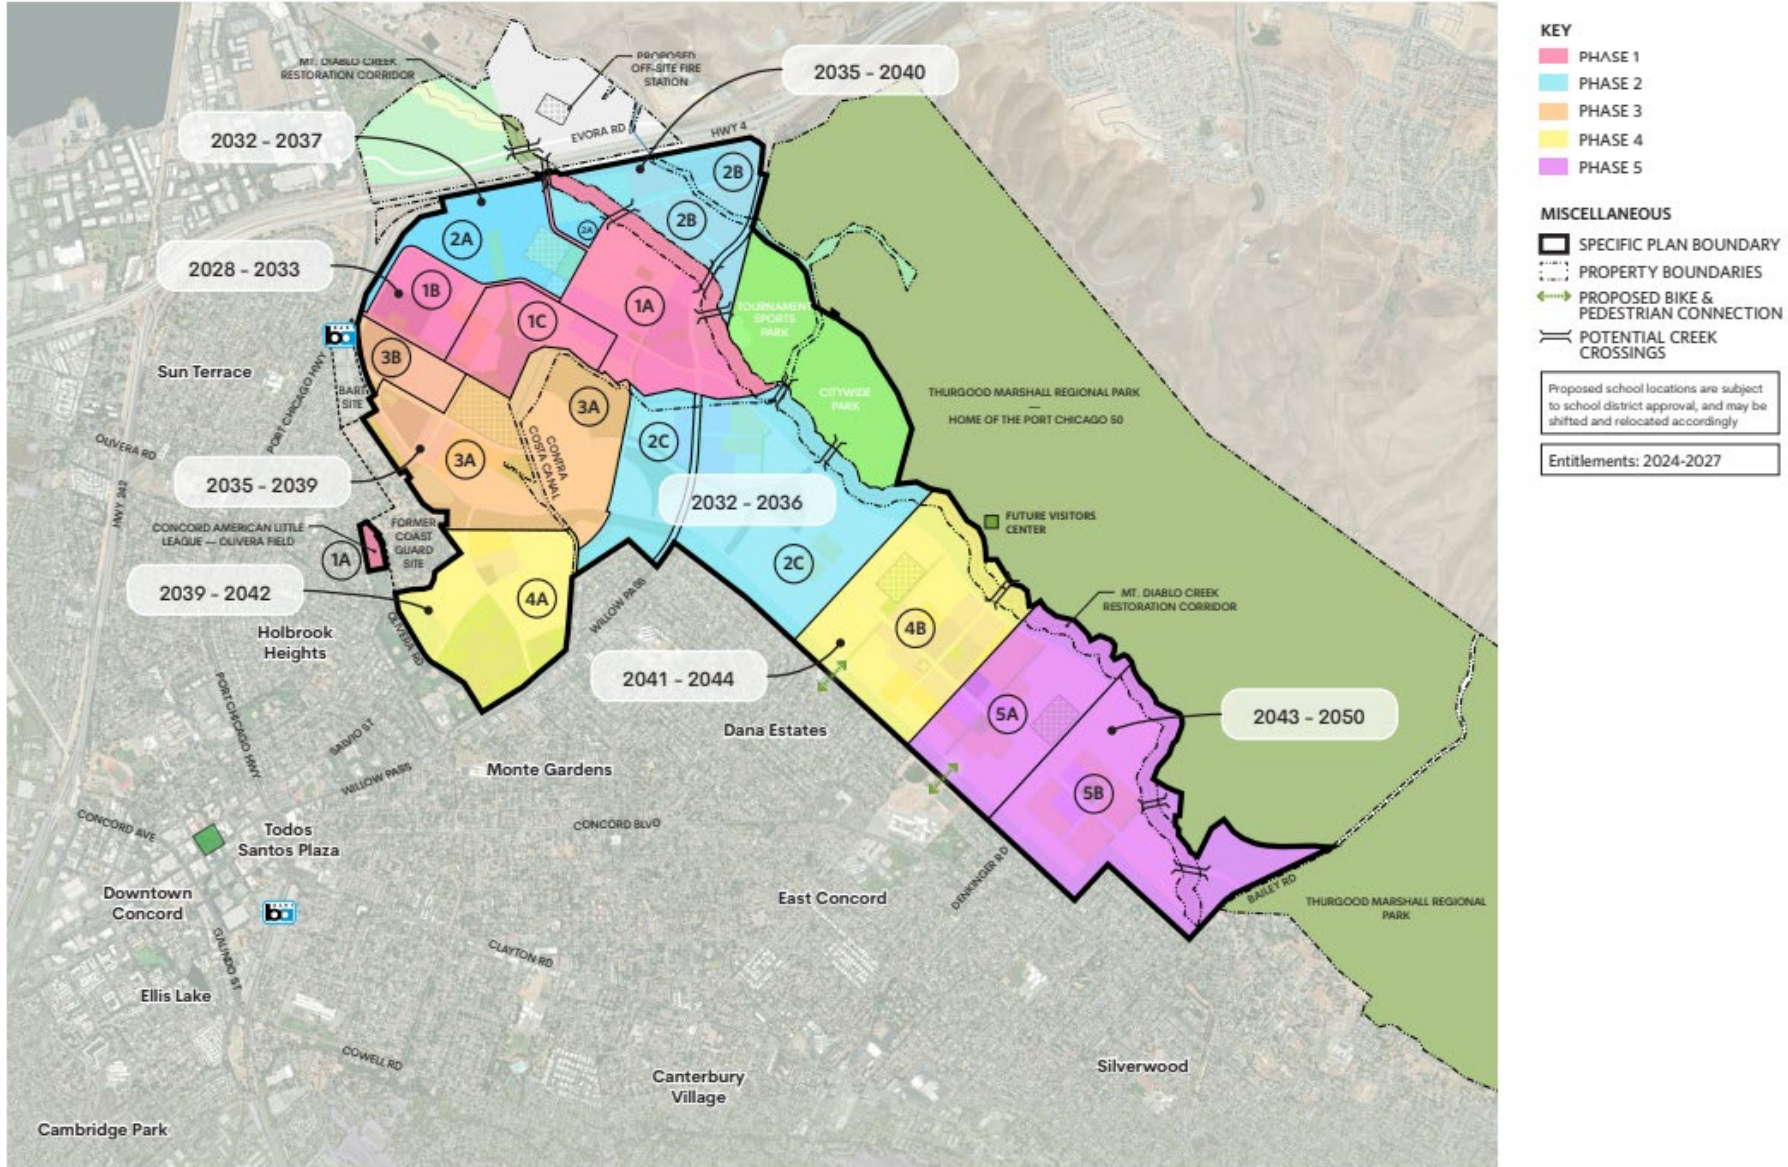 MT. DIABLO CREEK
RESTORATION CORRIDOR
PROPOSED
OFF-SITE FIRE
STATION
2035 - 2040
2032 - 2037
EVORA RD
HWY 4
2B
2B
2A
2A
2028 - 2033
1B
1C
1A
TOURNAMENT
SPORTS
PARK
3B
Sun Terrace
PORT CHICAGO HWY
BART
SITE
3A
CITYWIDE
PARK
THURGOOD MARSHALL REGIONAL PARK
—
HOME OF THE PORT CHICAGO 50
2C
CONTRA
COSTA CANAL
OLIVERA RD
3A
2035 - 2039
2032 - 2036
HWY 242
CONCORD AMERICAN LITTLE
LEAGUE — OLIVERA FIELD
FORMER
COAST
GUARD
SITE
1A
FUTURE VISITORS
CENTER
2C
2039 - 2042
4A
WILLOW PASS
MT. DIABLO CREEK
RESTORATION CORRIDOR
4B
OLIVERA RD
Holbrook
Heights
2041 - 2044
5A
2043 - 2050
PORT CHICAGO HWY
SALVIO ST
Dana Estates
Monte Gardens
WILLOW PASS
5B
CONCORD AVE
Todos
Santos Plaza
CONCORD BLVD
DENKINGER RD
East Concord
BAILEY RD
THURGOOD MARSHALL REGIONAL
PARK
Downtown
Concord
ba
ba
GALINDO ST
CLAYTON RD
Ellis Lake
COWELL RD
Canterbury
Village
Silverwood
Cambridge Park
KEY
PHASE 1
PHASE 2
PHASE 3
PHASE 4
PHASE 5
MISCELLANEOUS
SPECIFIC PLAN BOUNDARY
PROPERTY BOUNDARIES
PROPOSED BIKE &
PEDESTRIAN CONNECTION
POTENTIAL CREEK
CROSSINGS
Proposed school locations are subject
to school district approval, and may be
shifted and relocated accordingly
Entitlements: 2024-2027